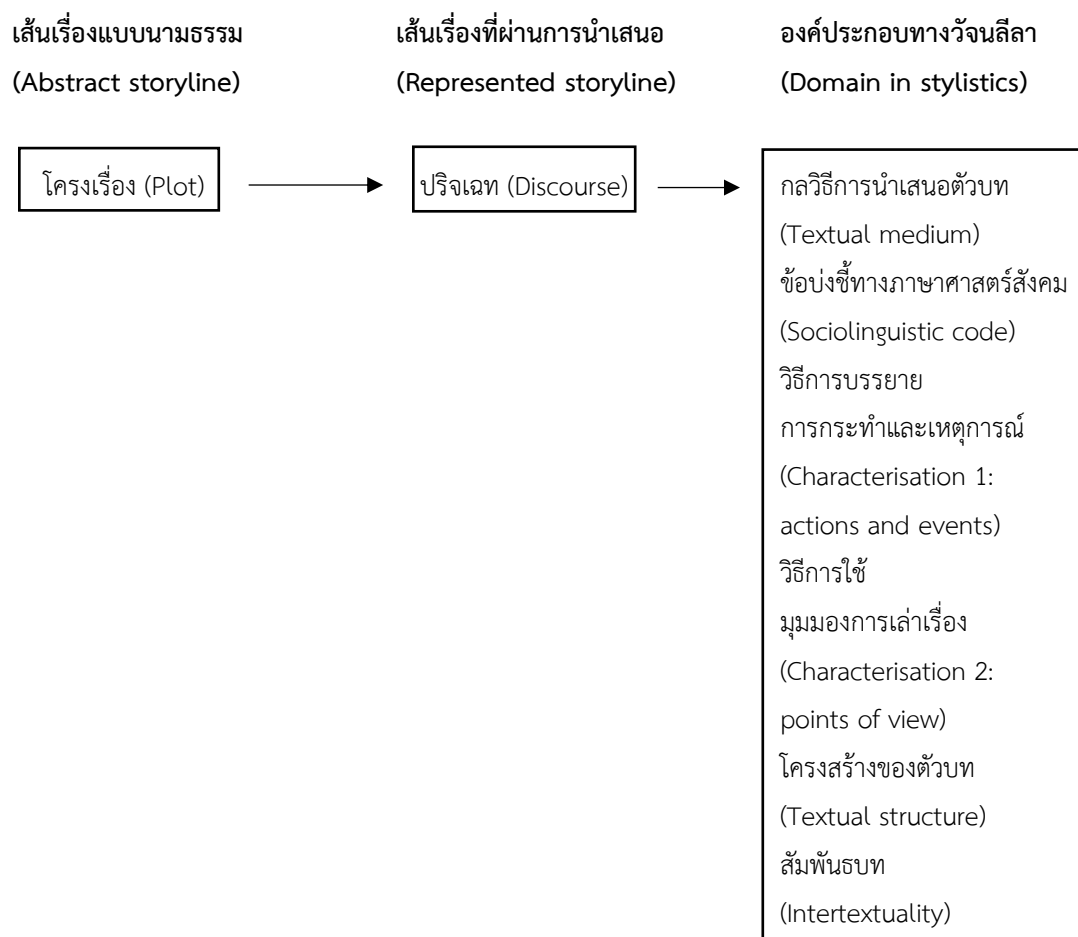 เส้นเรื่องแบบนามธรรม
(Abstract storyline)
เส้นเรื่องที่ผ่านการนำเสนอ
(Represented storyline)
องค์ประกอบทางวัจนลีลา
(Domain in stylistics)
โครงเรื่อง (Plot)
ปริจเฉท (Discourse)
กลวิธีการนำเสนอตัวบท
(Textual medium)
ข้อบ่งชี้ทางภาษาศาสตร์สังคม
(Sociolinguistic code)
วิธีการบรรยาย
การกระทำและเหตุการณ์
(Characterisation 1:
actions and events)
วิธีการใช้
มุมมองการเล่าเรื่อง
(Characterisation 2:
points of view)
โครงสร้างของตัวบท
(Textual structure)
สัมพันธบท
(Intertextuality)